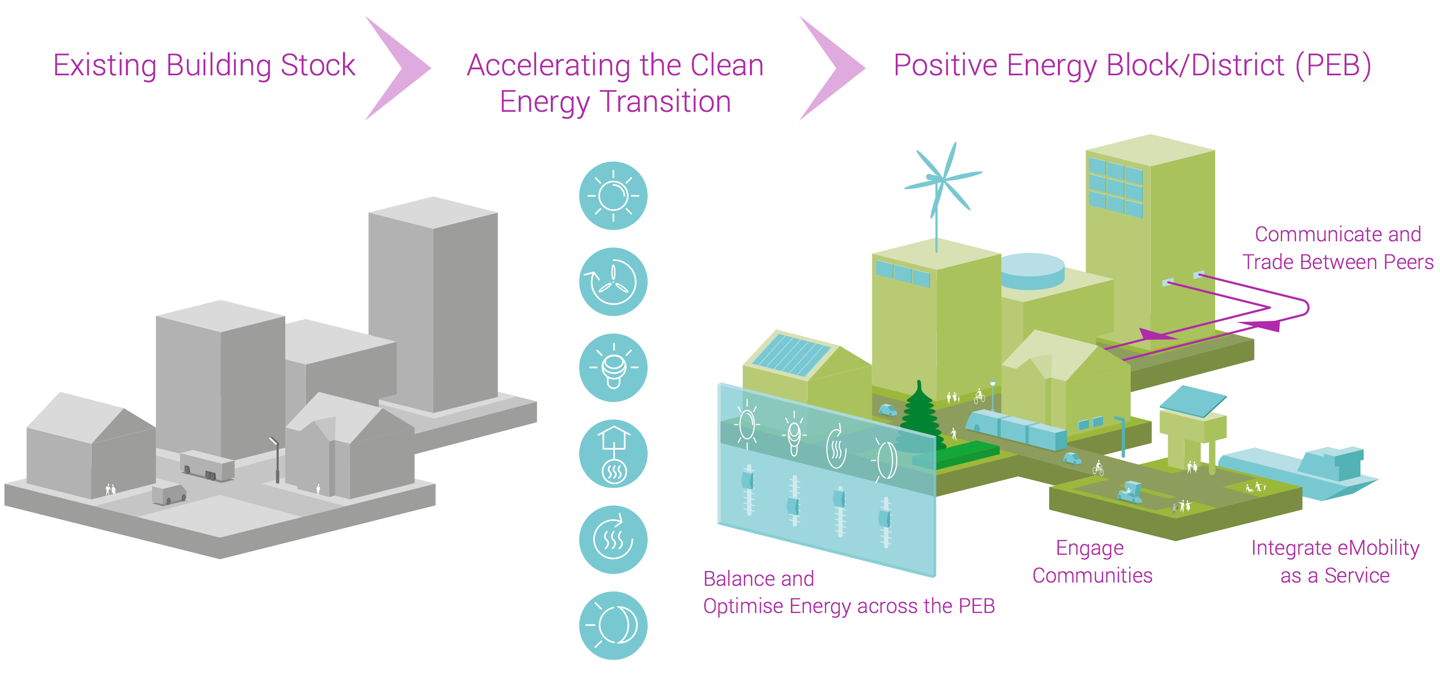 Existing Building Stock
Accelerating the Clean
Energy Transition
Positive Energy Block/District (PEB)
Communicate and
Trade Between Peers
Engage
Communities
Integrate eMobility
as a Service
Balance and
Optimise Energy across the PEB